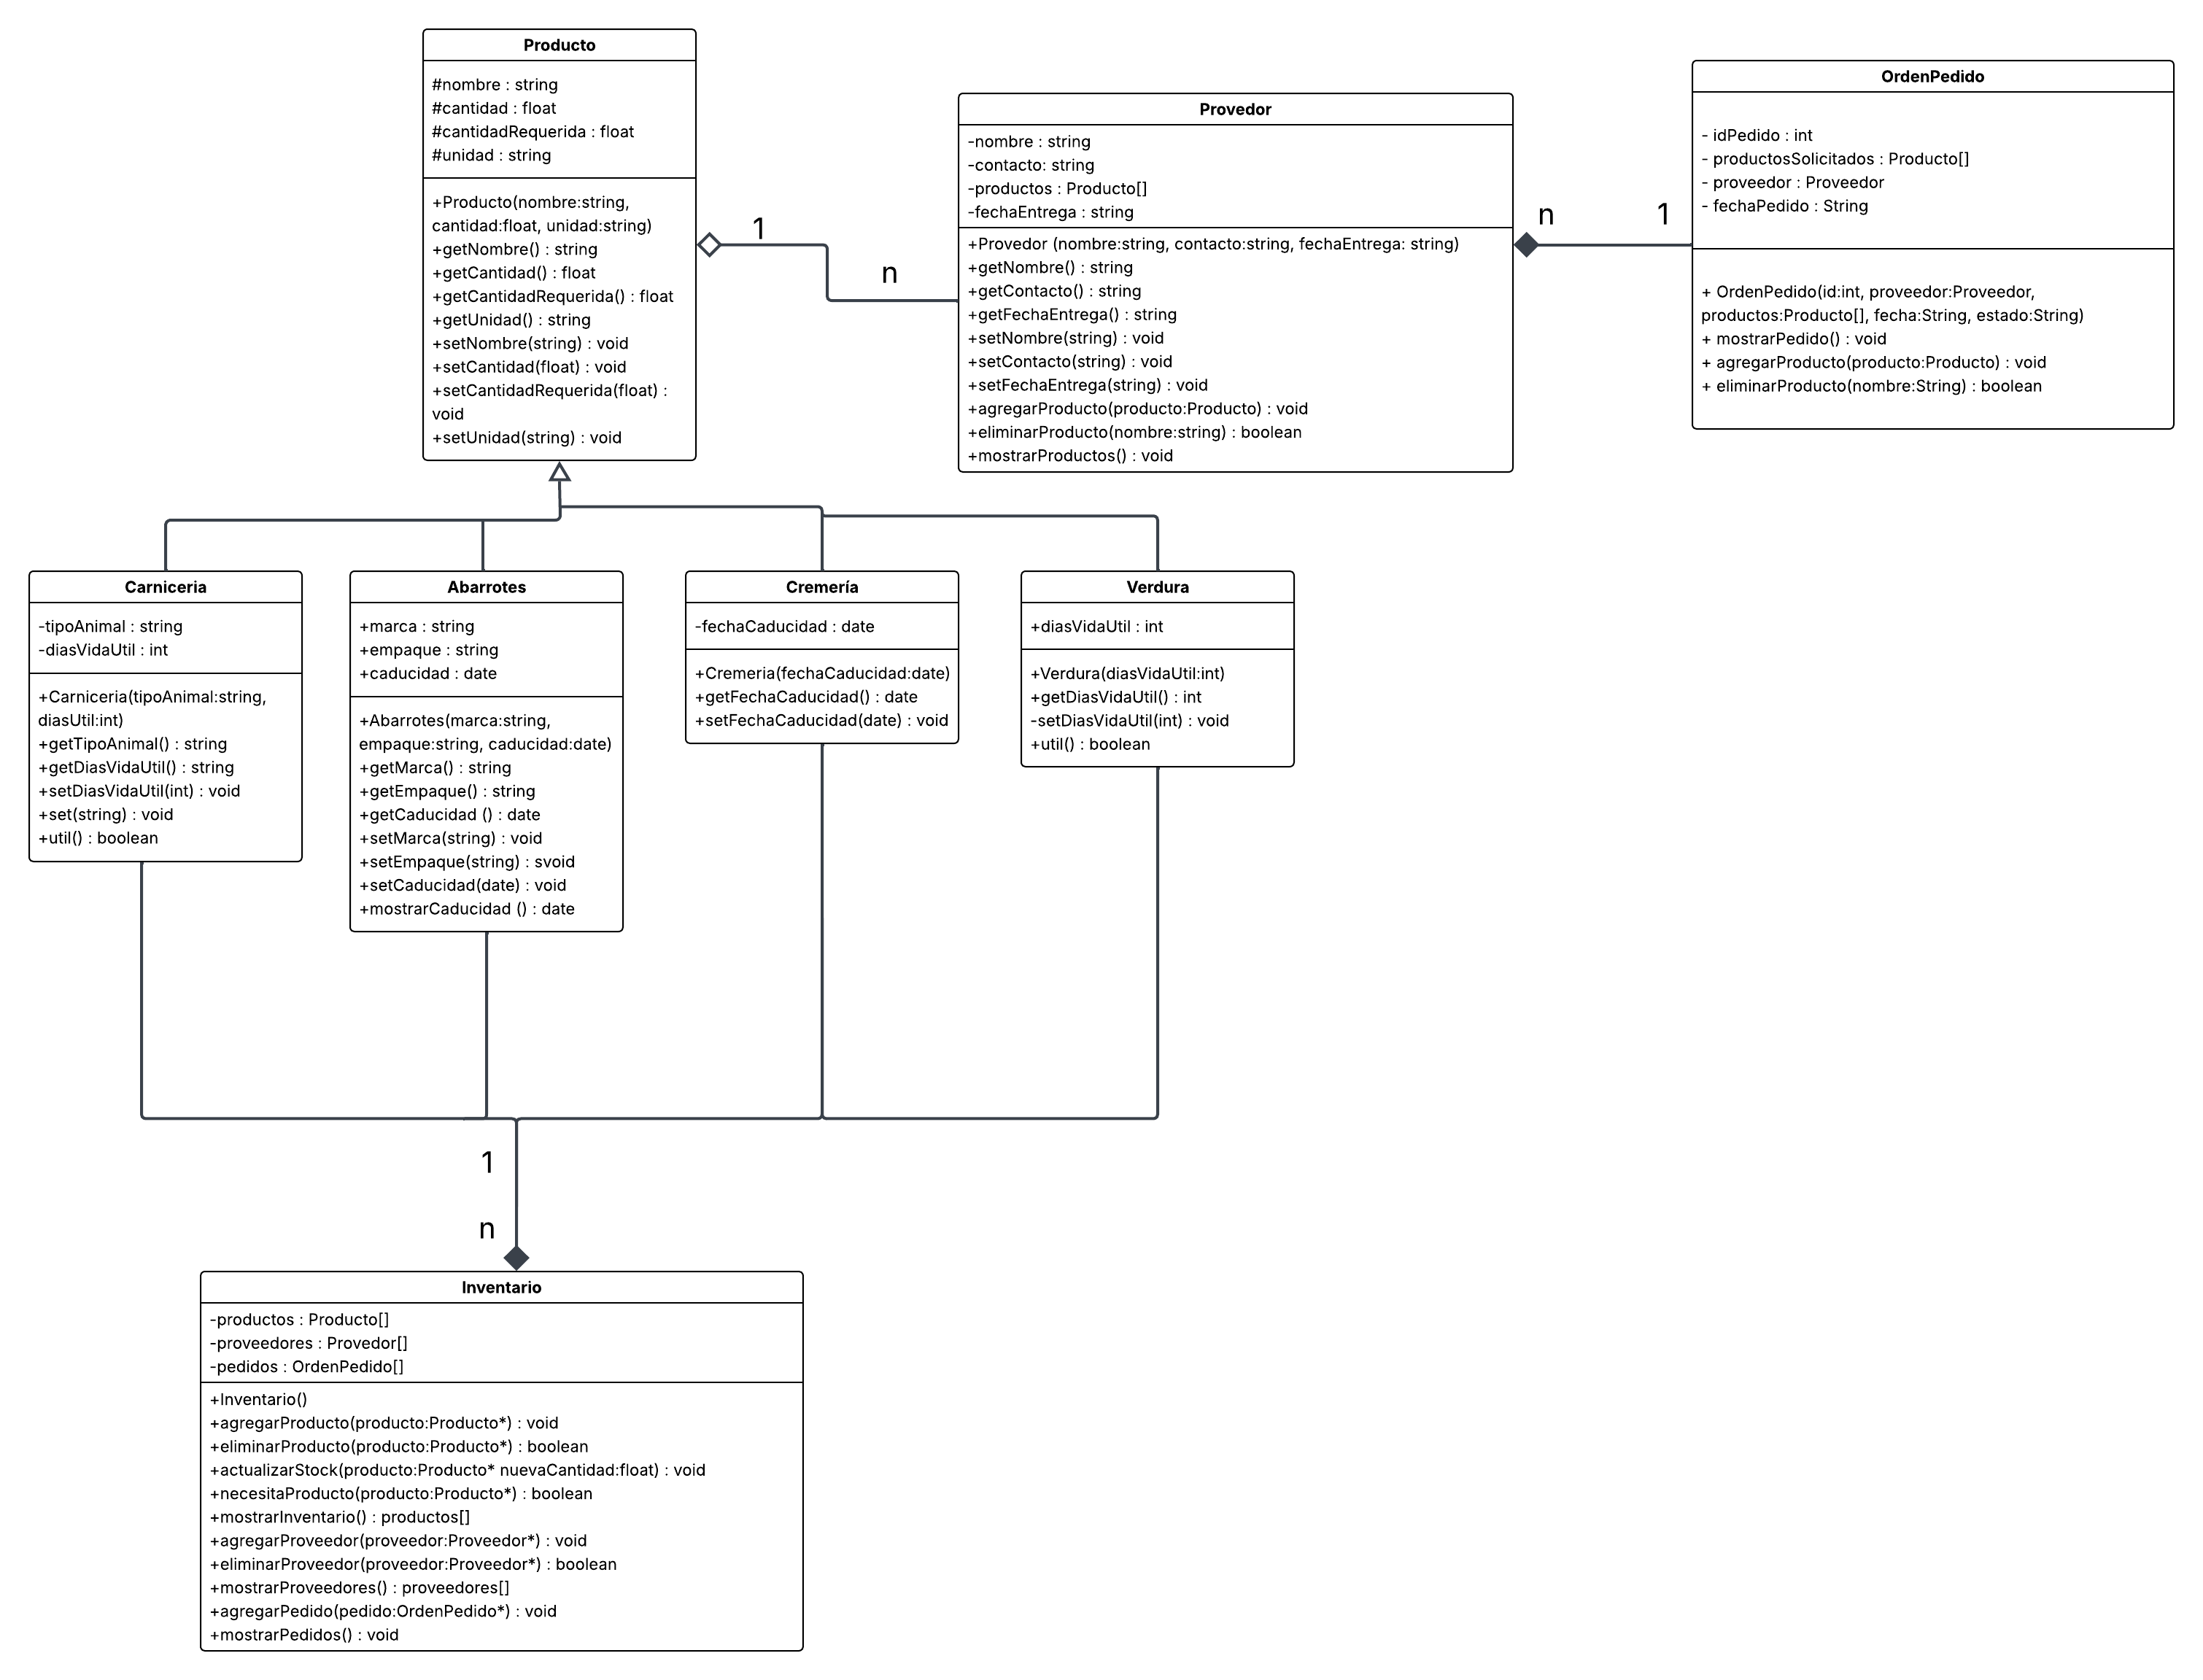 Producto
#nombre : string
#cantidad : float
#cantidadRequerida : float
#unidad : string
+Producto(nombre:string,
cantidad:float, unidad:string)
+getNombre() : string
+getCantidad() : float
+getCantidadRequerida() : float
+getUnidad() : string
+setNombre(string) : void
+setCantidad(float) : void
+setCantidadRequerida(float) :
void
+setUnidad(string) : void
1
n
Provedor
-nombre : string
-contacto: string
-productos : Producto[]
-fechaEntrega : string
+Provedor (nombre:string, contacto:string, fechaEntrega: string)
+getNombre() : string
+getContacto() : string
+getFechaEntrega() : string
+setNombre(string) : void
+setContacto(string) : void
+setFechaEntrega(string) : void
+agregarProducto(producto:Producto) : void
+eliminarProducto(nombre:string) : boolean
+mostrarProductos() : void
n
1
OrdenPedido
- idPedido : int
- productosSolicitados : Producto[]
- proveedor : Proveedor
- fechaPedido : String
+ OrdenPedido(id:int, proveedor:Proveedor,
productos:Producto[], fecha:String, estado:String)
+ mostrarPedido() : void
+ agregarProducto(producto:Producto) : void
+ eliminarProducto(nombre:String) : boolean
Carniceria
-tipoAnimal : string
-diasVidaUtil : int
+Carniceria(tipoAnimal:string,
diasUtil:int)
+getTipoAnimal() : string
+getDiasVidaUtil() : string
+setDiasVidaUtil(int) : void
+set(string) : void
+util() : boolean
Abarrotes
+marca : string
+empaque : string
+caducidad : date
+Abarrotes(marca:string,
empaque:string, caducidad:date)
+getMarca() : string
+getEmpaque() : string
+getCaducidad () : date
+setMarca(string) : void
+setEmpaque(string) : svoid
+setCaducidad(date) : void
+mostrarCaducidad () : date
Cremería
-fechaCaducidad : date
+Cremeria(fechaCaducidad:date)
+getFechaCaducidad() : date
+setFechaCaducidad(date) : void
Verdura
+diasVidaUtil : int
+Verdura(diasVidaUtil:int)
+getDiasVidaUtil() : int
-setDiasVidaUtil(int) : void
+util() : boolean
1
n
Inventario
-productos : Producto[]
-proveedores : Provedor[]
-pedidos : OrdenPedido[]
+Inventario()
+agregarProducto(producto:Producto*) : void
+eliminarProducto(producto:Producto*) : boolean
+actualizarStock(producto:Producto* nuevaCantidad:float) : void
+necesitaProducto(producto:Producto*) : boolean
+mostrarInventario() : productos[]
+agregarProveedor(proveedor:Proveedor*) : void
+eliminarProveedor(proveedor:Proveedor*) : boolean
+mostrarProveedores() : proveedores[]
+agregarPedido(pedido:OrdenPedido*) : void
+mostrarPedidos() : void